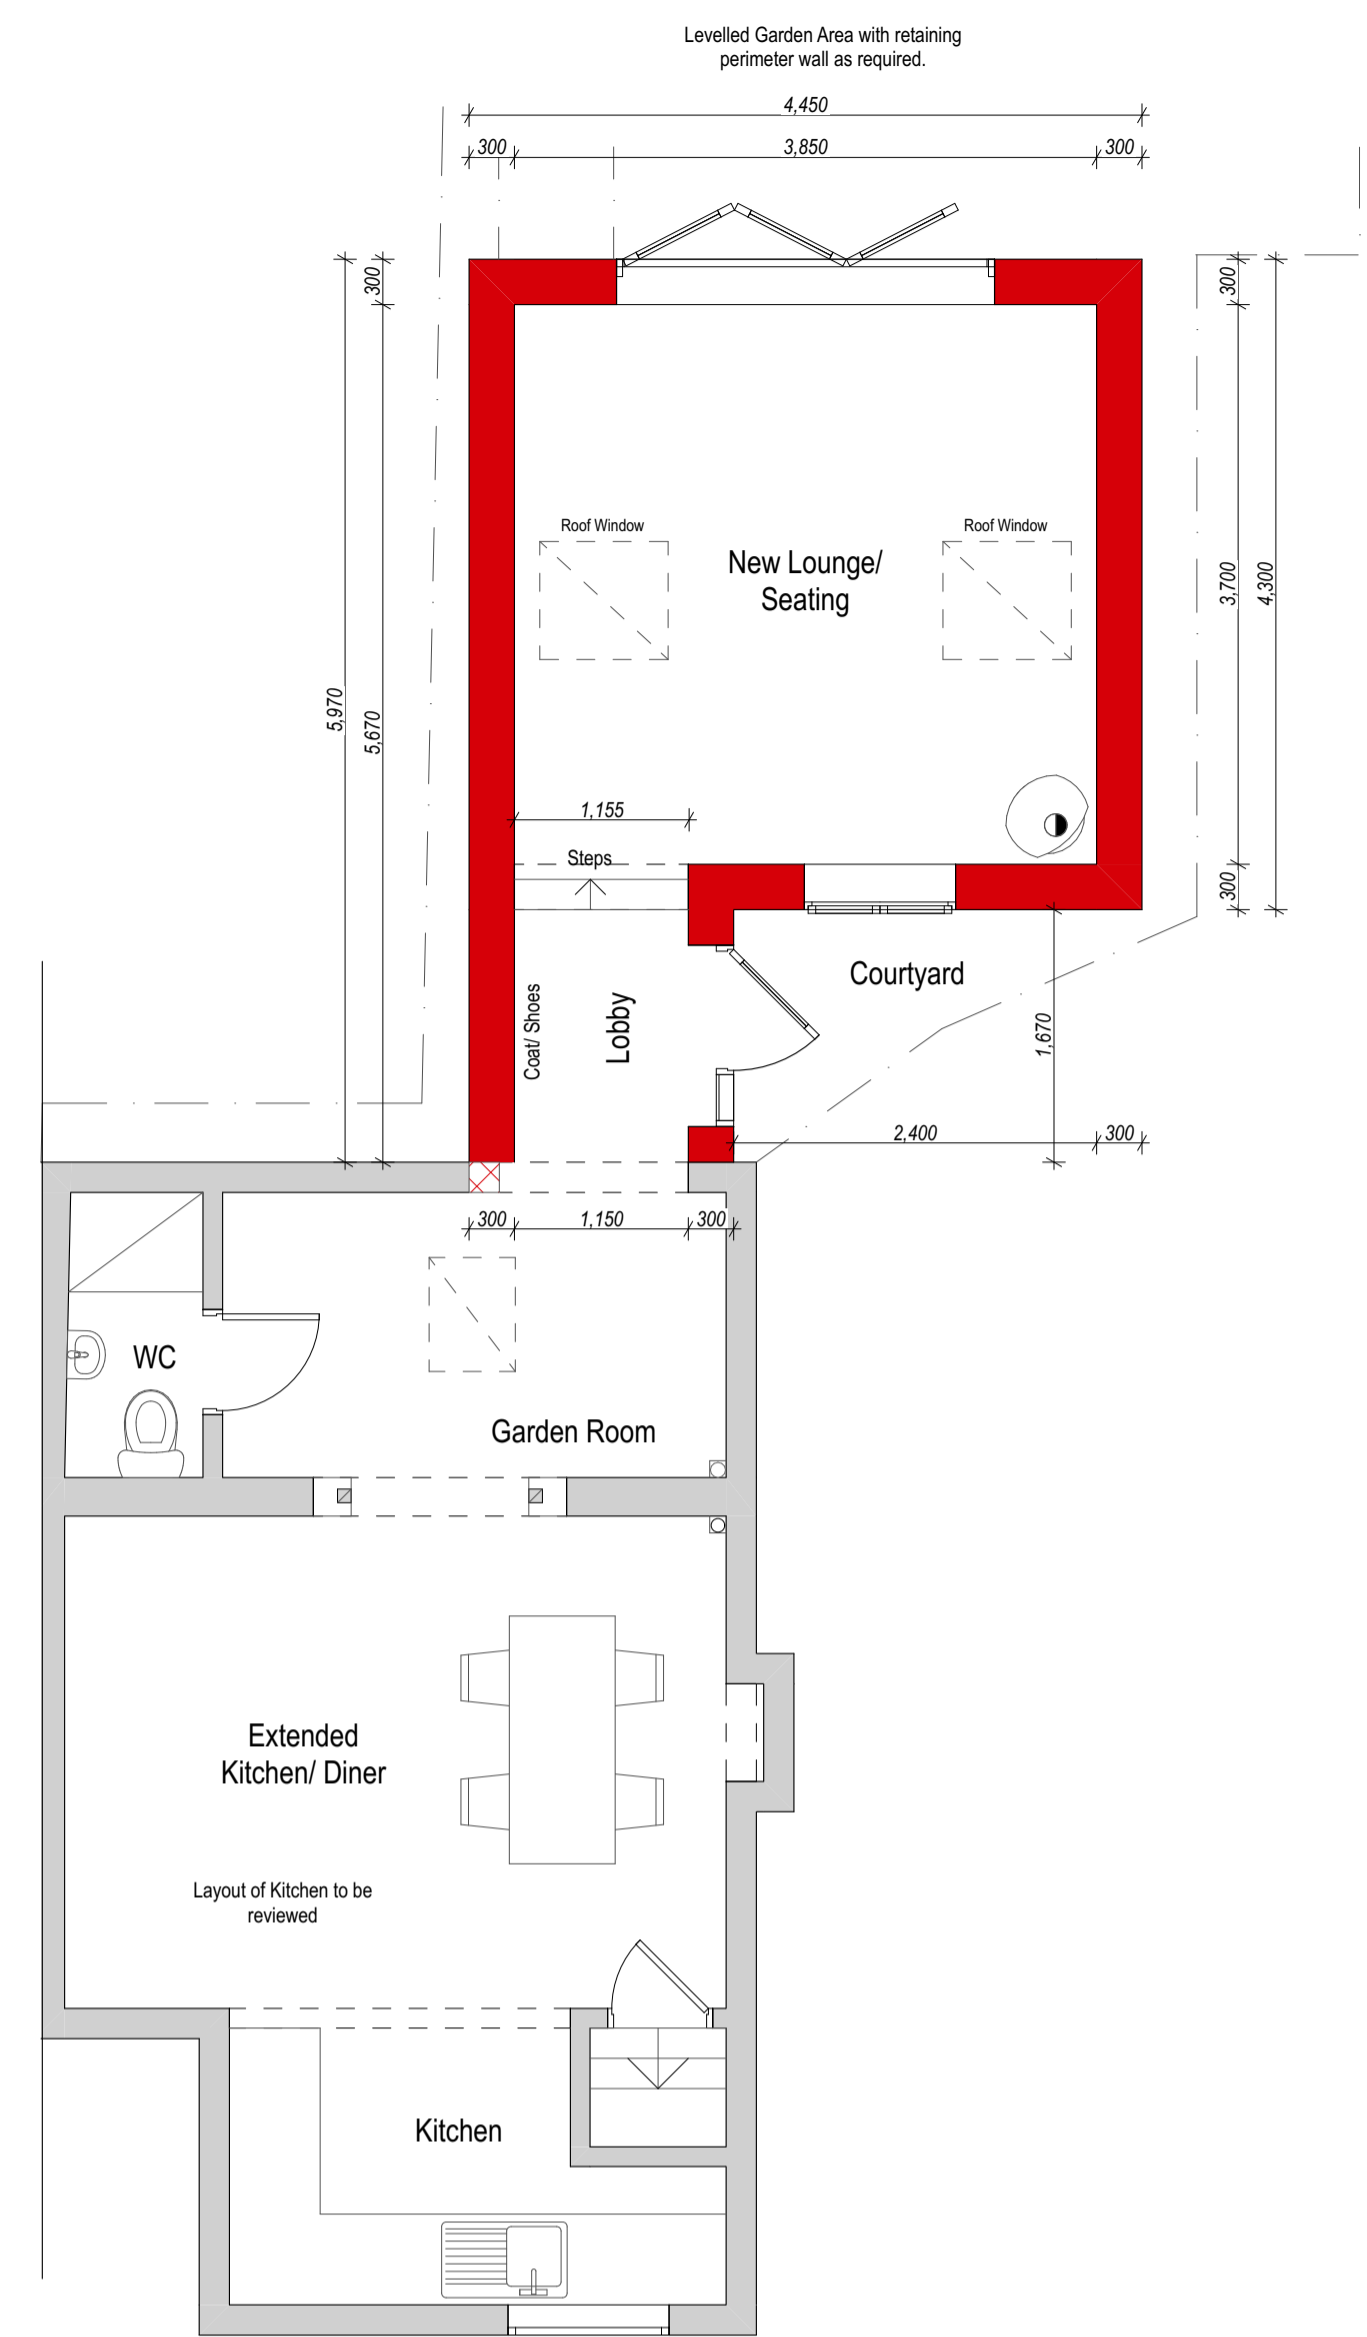 Levelled Garden Area with retaining
perimeter wall as required.
4,450
300
3,850
300
300
300
Roof Window
Roof Window
New Lounge/
Seating
3,700
4,300
5,970
5,670
1,155
Steps
300
Coat/ Shoes
Lobby
Courtyard
1,670
2,400
300
300
1,150
300
WC
Garden Room
Extended
Kitchen/ Diner
Layout of Kitchen to be
reviewed
Kitchen